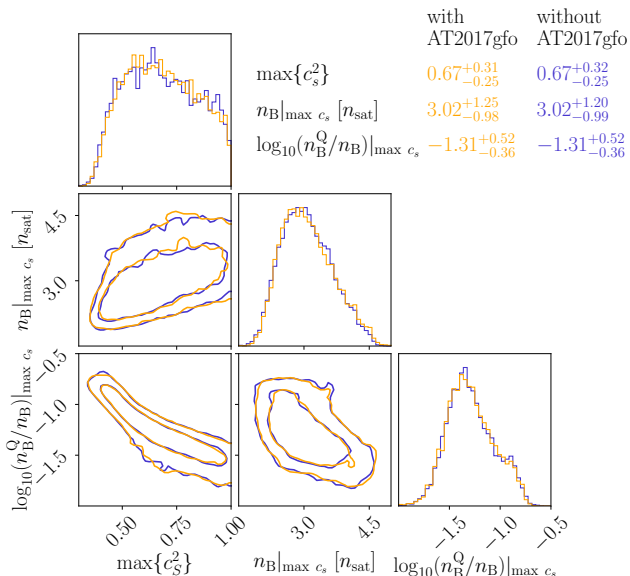 with without
AT2017gfo AT2017gfo
max{c_s^2} 0.67^{+0.31}_{-0.25} 0.67^{+0.32}_{-0.25}
n_B|_{max c_s} [n_sat] 3.02^{+1.25}_{-0.98} 3.02^{+1.20}_{-0.99}
log_{10}(n_B^Q/n_B)|_{max c_s} −1.31^{+0.52}_{-0.36} −1.31^{+0.52}_{-0.36}
n_B|_{max c_s} [n_sat]
4.5
3.0
log_{10}(n_B^Q/n_B)|_{max c_s}
−0.5
−1.0
−1.5
0.50 0.75 1.00 3.0 4.5 −1.5 −1.0 −0.5
max{c_S^2} n_B|_{max c_s} [n_sat] log_{10}(n_B^Q/n_B)|_{max c_s}